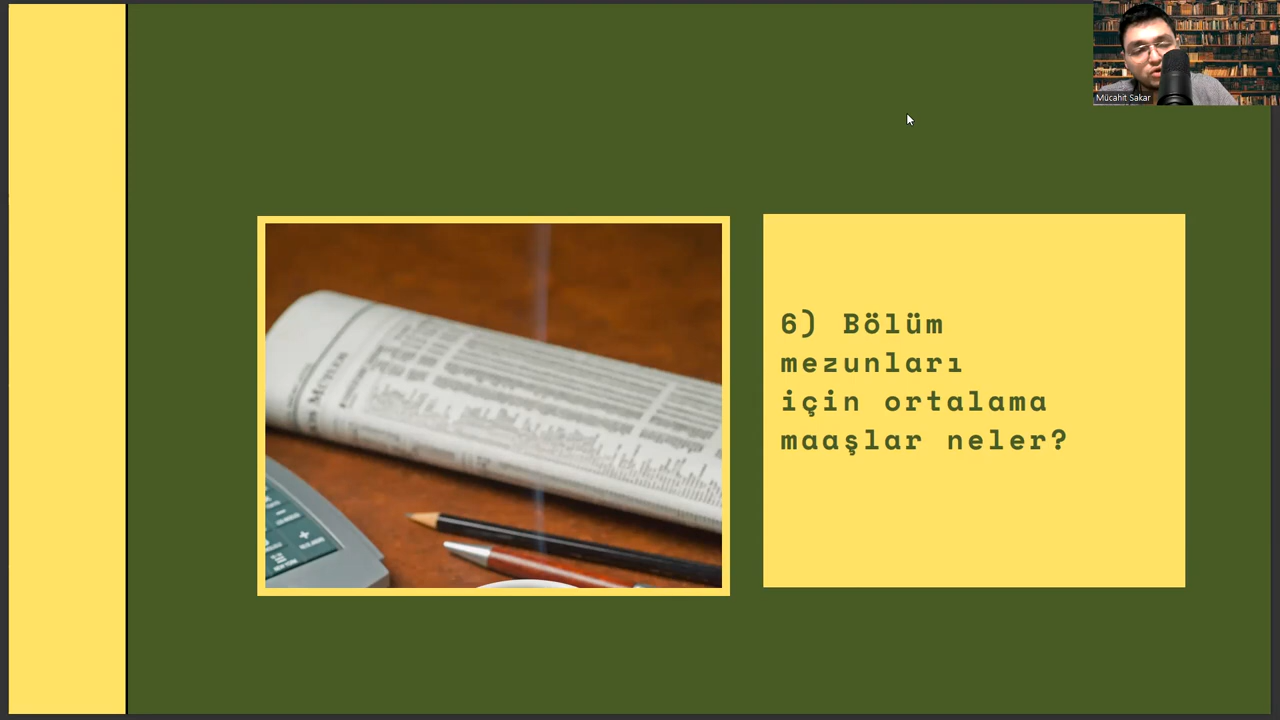 Mücahit Sakar
6) Bölüm
mezunları
için ortalama
maaşlar neler?